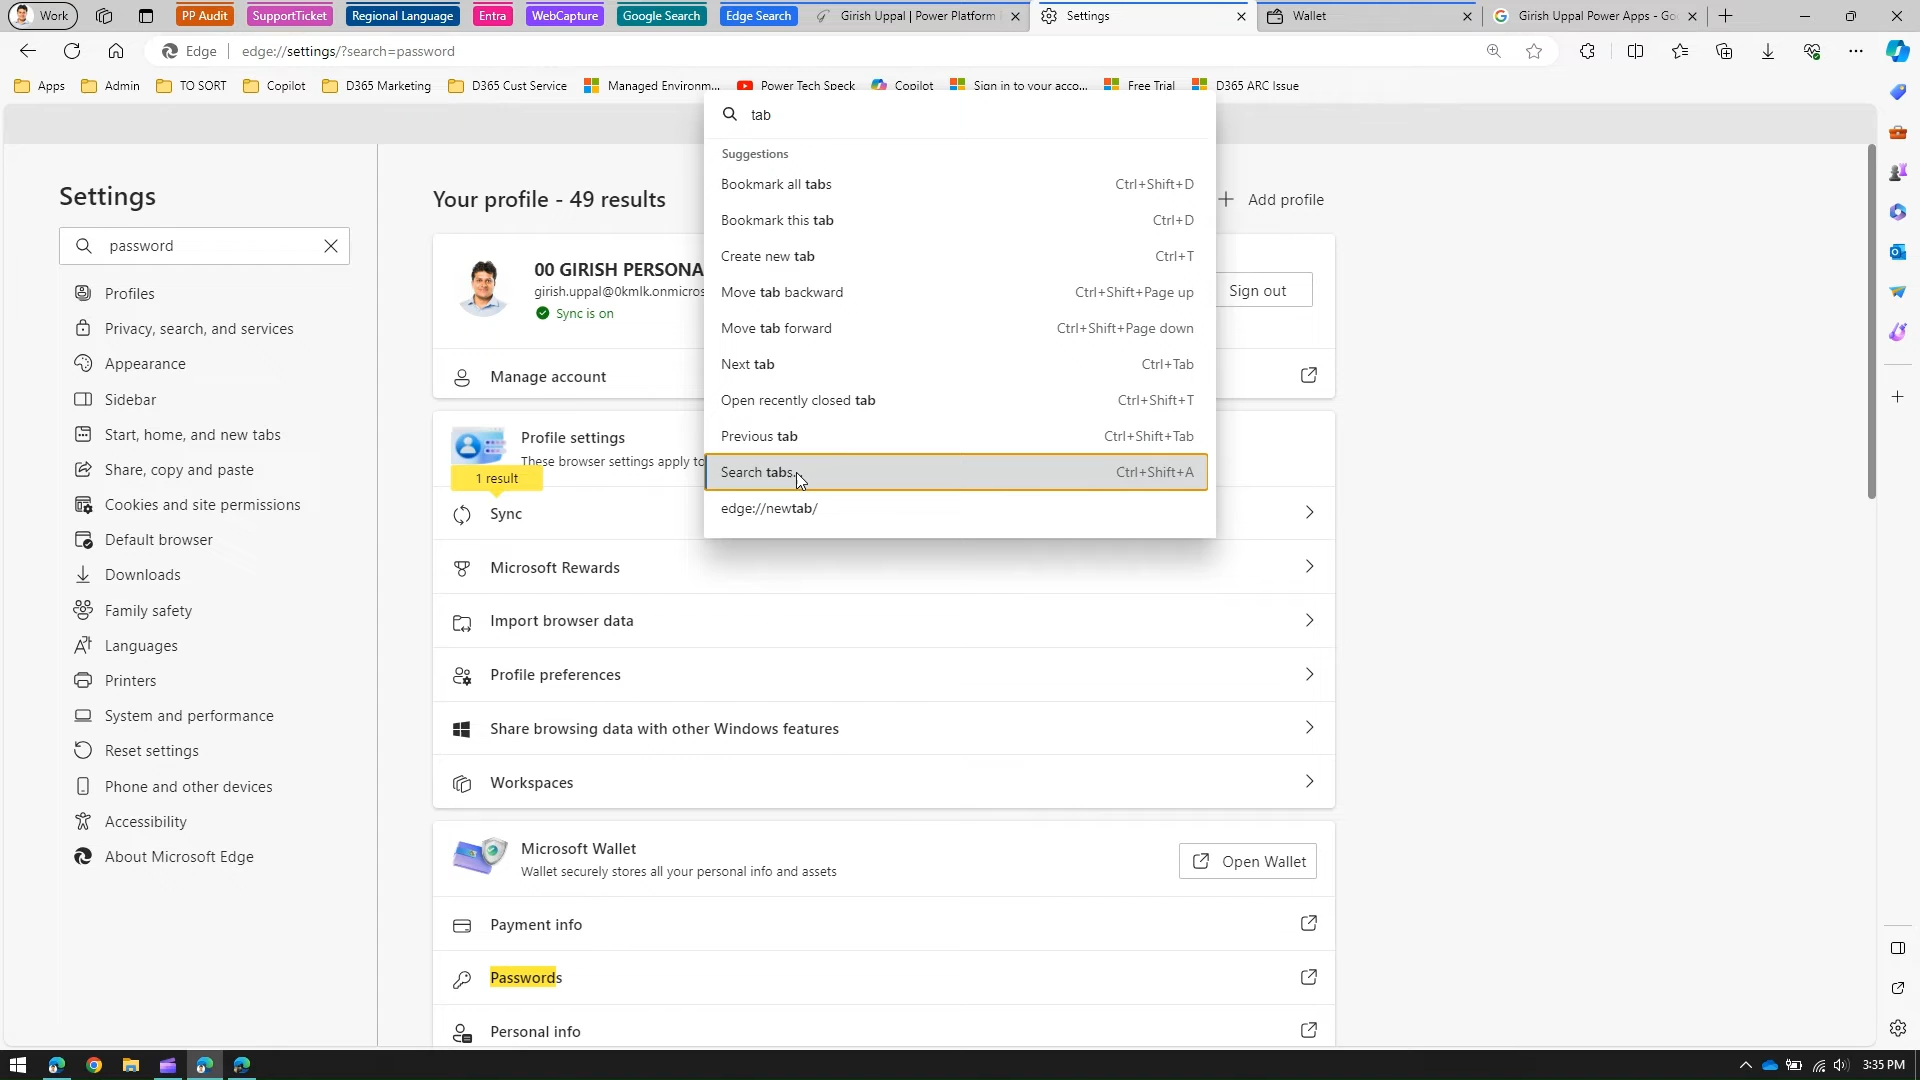 Work
PP Audit
SupportTicket
Regional Language
Entra
WebCapture
Google Search
Edge Search
Girish Uppal | Power Platform
Settings
Wallet
Girish Uppal Power Apps - Go
Edge
edge://settings/?search=password
Apps
Admin
TO SORT
Copilot
D365 Marketing
D365 Cust Service
Managed Environm...
Power Tech Speck
Copilot
Sign in to your acco...
Free Trial
D365 ARC Issue
tab
Suggestions
Bookmark all tabs Ctrl+Shift+D
Bookmark this tab Ctrl+D
Create new tab Ctrl+T
Move tab backward Ctrl+Shift+Page up
Move tab forward Ctrl+Shift+Page down
Next tab Ctrl+Tab
Open recently closed tab Ctrl+Shift+T
Previous tab Ctrl+Shift+Tab
Search tabs... Ctrl+Shift+A
edge://newtab/
Settings
password
Profiles
Privacy, search, and services
Appearance
Sidebar
Start, home, and new tabs
Share, copy and paste
Cookies and site permissions
Default browser
Downloads
Family safety
Languages
Printers
System and performance
Reset settings
Phone and other devices
Accessibility
About Microsoft Edge
Your profile - 49 results
Add profile
00 GIRISH PERSONA
girish.uppal@0kmlk.onmicros
Sync is on
Sign out
Manage account
Profile settings
These browser settings apply to
1 result
Sync
Microsoft Rewards
Import browser data
Profile preferences
Share browsing data with other Windows features
Workspaces
Microsoft Wallet
Wallet securely stores all your personal info and assets
Open Wallet
Payment info
Passwords
Personal info
3:35 PM